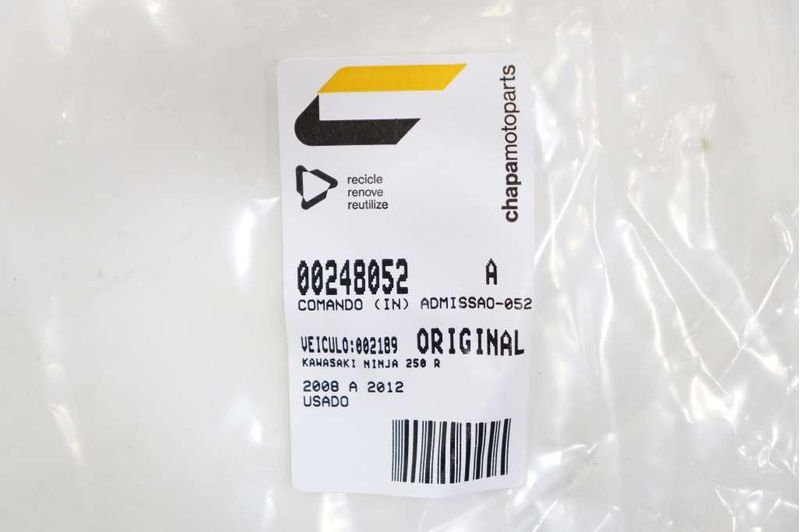 chapamotoparts
recicle
renove
reutilize
00248052 A
COMANDO (IN) ADMISSAO-052
VEICULO:002189 ORIGINAL
KAWASAKI NINJA 250 R
2008 A 2012
USADO